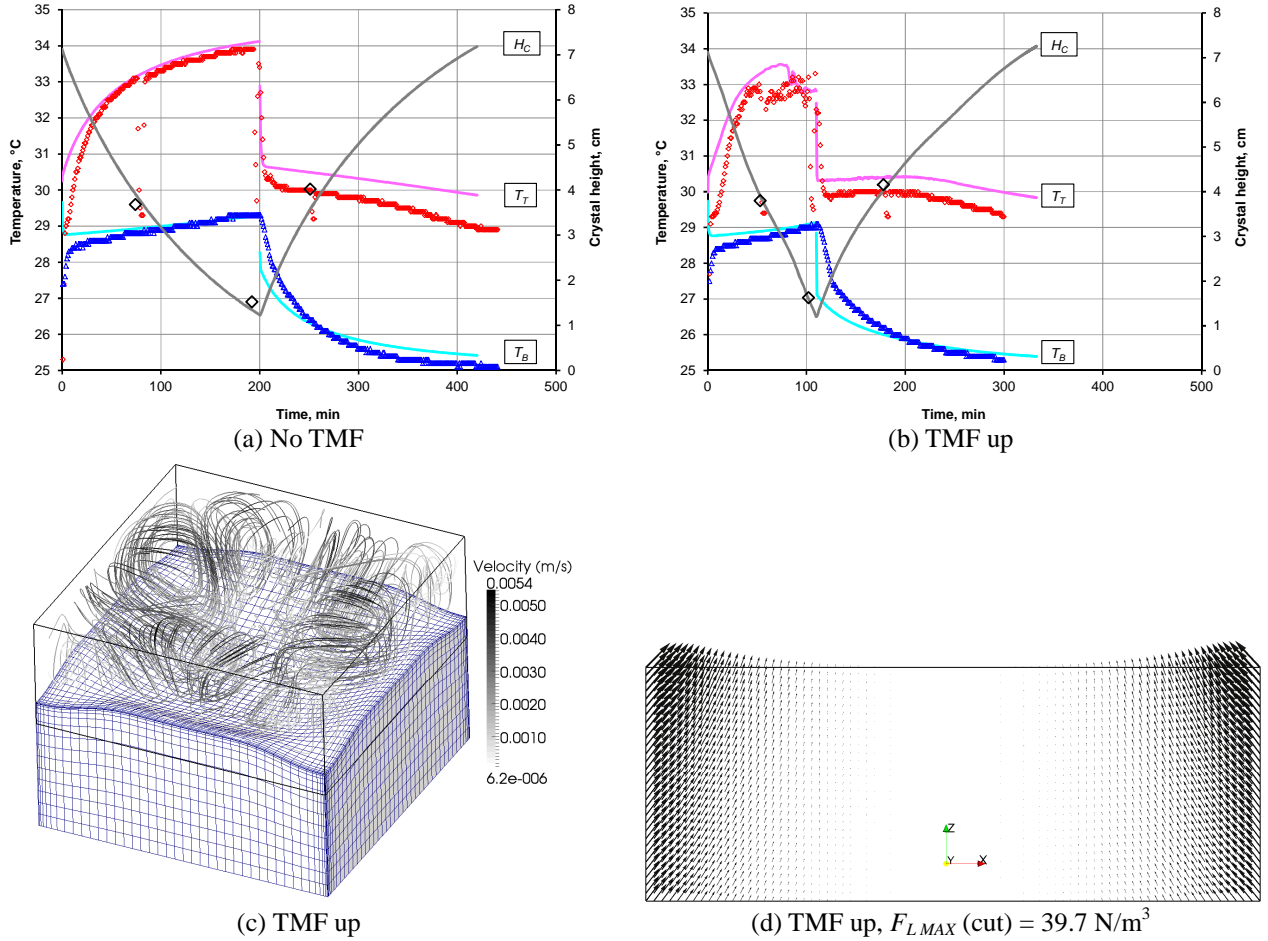 35
34
33
32
31
30
29
28
27
26
25
Temperature, °C
8
7
6
5
4
3
2
1
0
Crystal height, cm
H_C
T_T
T_B
0 100 200 300 400 500
Time, min
(a) No TMF
35
34
33
32
31
30
29
28
27
26
25
Temperature, °C
8
7
6
5
4
3
2
1
0
Crystal height, cm
H_C
T_T
T_B
0 100 200 300 400 500
Time, min
(b) TMF up
Velocity (m/s)
0.0054
0.0050
0.0040
0.0030
0.0020
0.0010
6.2e-006
(c) TMF up
Z
Y X
(d) TMF up, F_{L MAX} (cut) = 39.7 N/m³